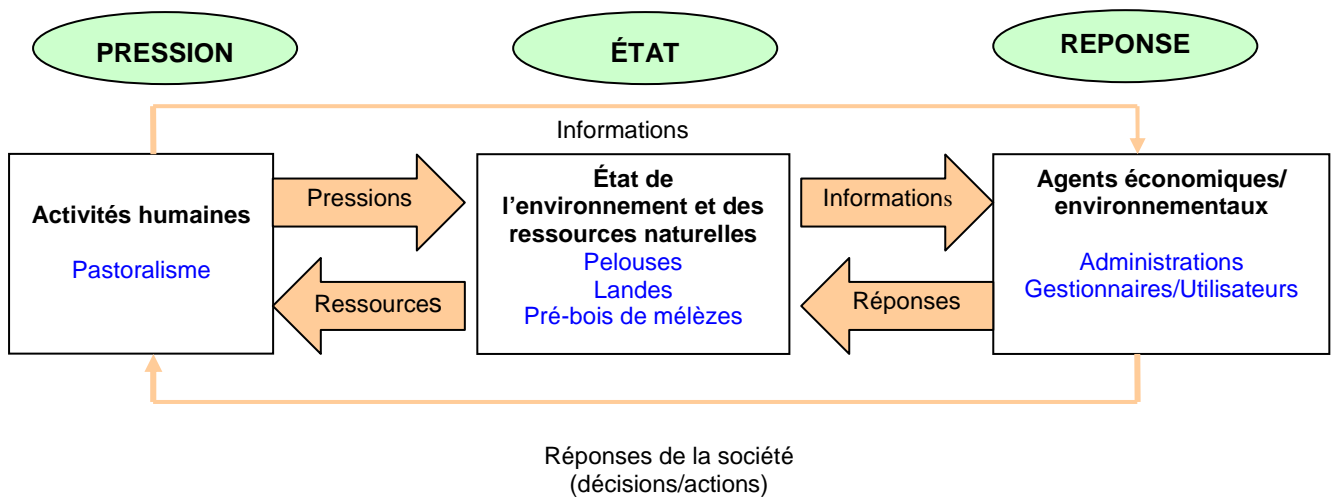 PRESSION
ÉTAT
REPONSE
Informations
Activités humaines
Pastoralisme
Pressions
Ressources
État de
l'environnement et des
ressources naturelles
Pelouses
Landes
Pré-bois de mélèzes
Informations
Réponses
Agents économiques/
environnementaux
Administrations
Gestionnaires/Utilisateurs
Réponses de la société
(décisions/actions)